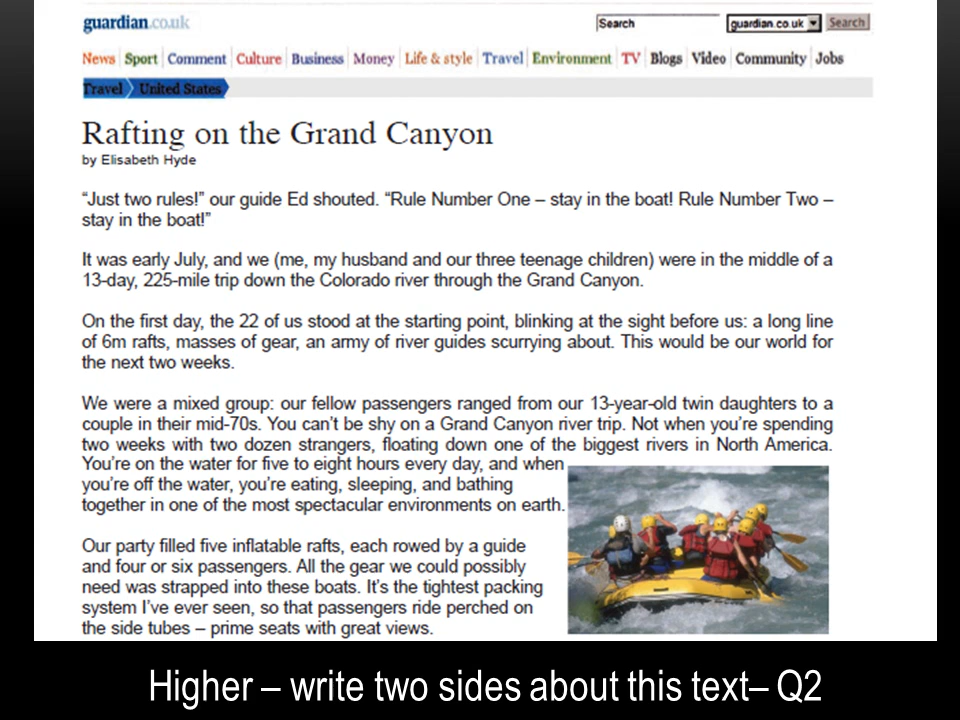 guardian.co.uk
Search guardian.co.uk Search
News Sport Comment Culture Business Money Life & style Travel Environment TV Blogs Video Community Jobs
Travel United States
Rafting on the Grand Canyon
by Elisabeth Hyde
“Just two rules!” our guide Ed shouted. “Rule Number One – stay in the boat! Rule Number Two –
stay in the boat!”
It was early July, and we (me, my husband and our three teenage children) were in the middle of a
13-day, 225-mile trip down the Colorado river through the Grand Canyon.
On the first day, the 22 of us stood at the starting point, blinking at the sight before us: a long line
of 6m rafts, masses of gear, an army of river guides scurrying about. This would be our world for
the next two weeks.
We were a mixed group: our fellow passengers ranged from our 13-year-old twin daughters to a
couple in their mid-70s. You can’t be shy on a Grand Canyon river trip. Not when you’re spending
two weeks with two dozen strangers, floating down one of the biggest rivers in North America.
You’re on the water for five to eight hours every day, and when
you’re off the water, you’re eating, sleeping, and bathing
together in one of the most spectacular environments on earth.
Our party filled five inflatable rafts, each rowed by a guide
and four or six passengers. All the gear we could possibly
need was strapped into these boats. It’s the tightest packing
system I’ve ever seen, so that passengers ride perched on
the side tubes – prime seats with great views.
Higher – write two sides about this text– Q2